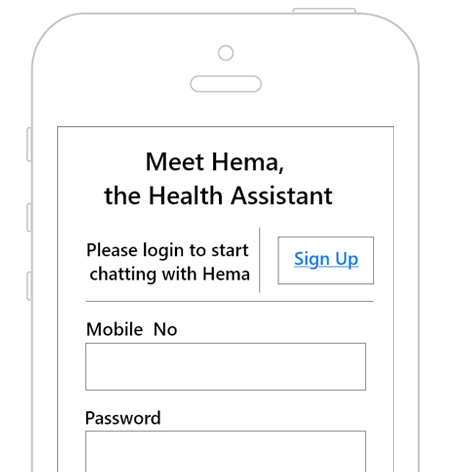 Meet Hema,
the Health Assistant
Please login to start
chatting with Hema
Sign Up
Mobile  No
Password